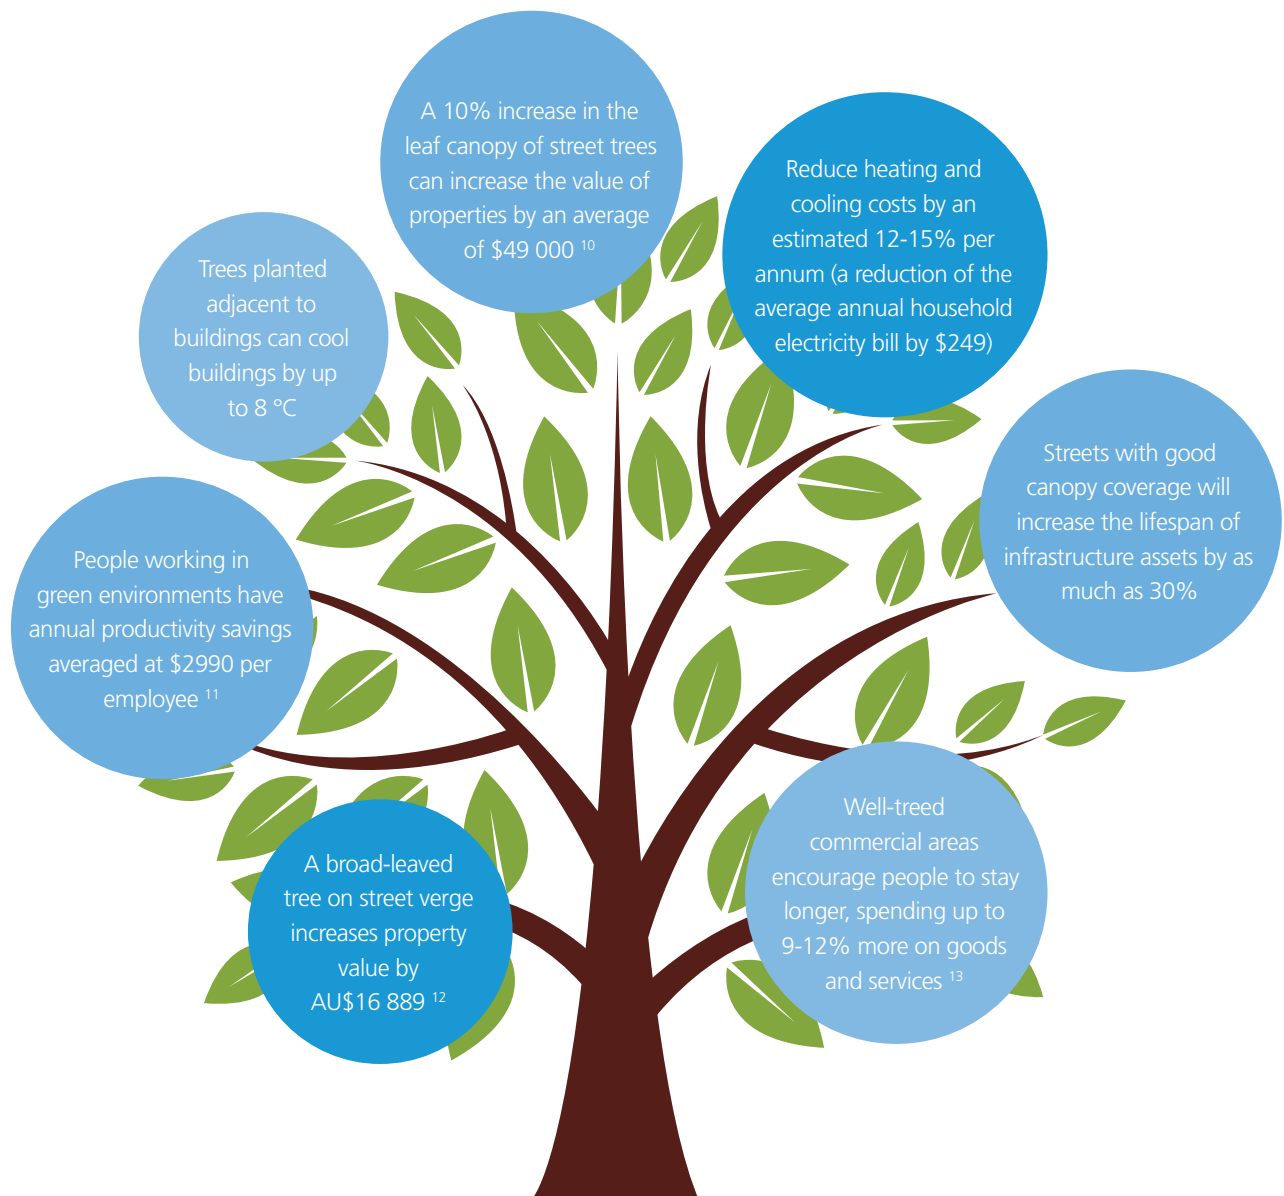 A 10% increase in the
leaf canopy of street trees
can increase the value of
properties by an average
of $49 000 10
Reduce heating and
cooling costs by an
estimated 12-15% per
annum (a reduction of the
average annual household
electricity bill by $249)
Trees planted
adjacent to
buildings can cool
buildings by up
to 8 °C
Streets with good
canopy coverage will
increase the lifespan of
infrastructure assets by as
much as 30%
People working in
green environments have
annual productivity savings
averaged at $2990 per
employee 11
Well-treed
commercial areas
encourage people to stay
longer, spending up to
9-12% more on goods
and services 13
A broad-leaved
tree on street verge
increases property
value by
AU$16 889 12